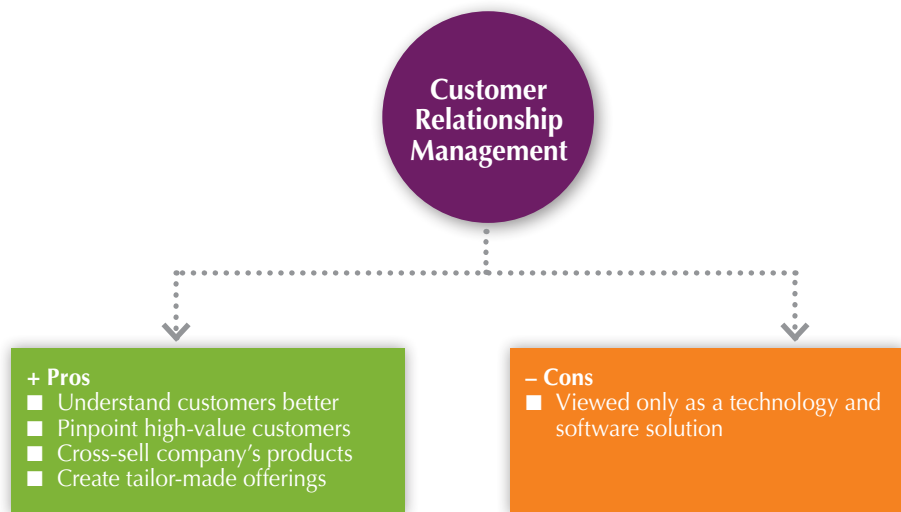 Customer
Relationship
Management
+ Pros
■ Understand customers better
■ Pinpoint high-value customers
■ Cross-sell company’s products
■ Create tailor-made offerings
– Cons
■ Viewed only as a technology and
software solution